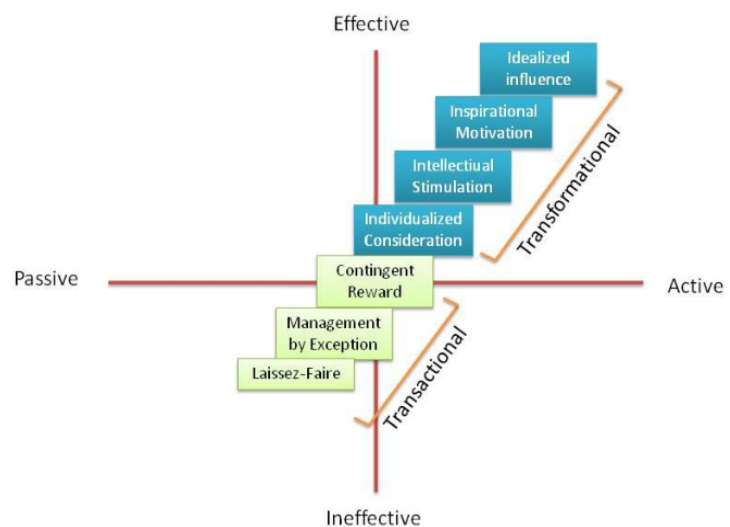 Effective
Idealized
influence
Inspirational
Motivation
Intellectiual
Stimulation
Individualized
Consideration
Transformational
Contingent
Reward
Passive
Active
Management
by Exception
Laissez-Faire
Transactional
Ineffective